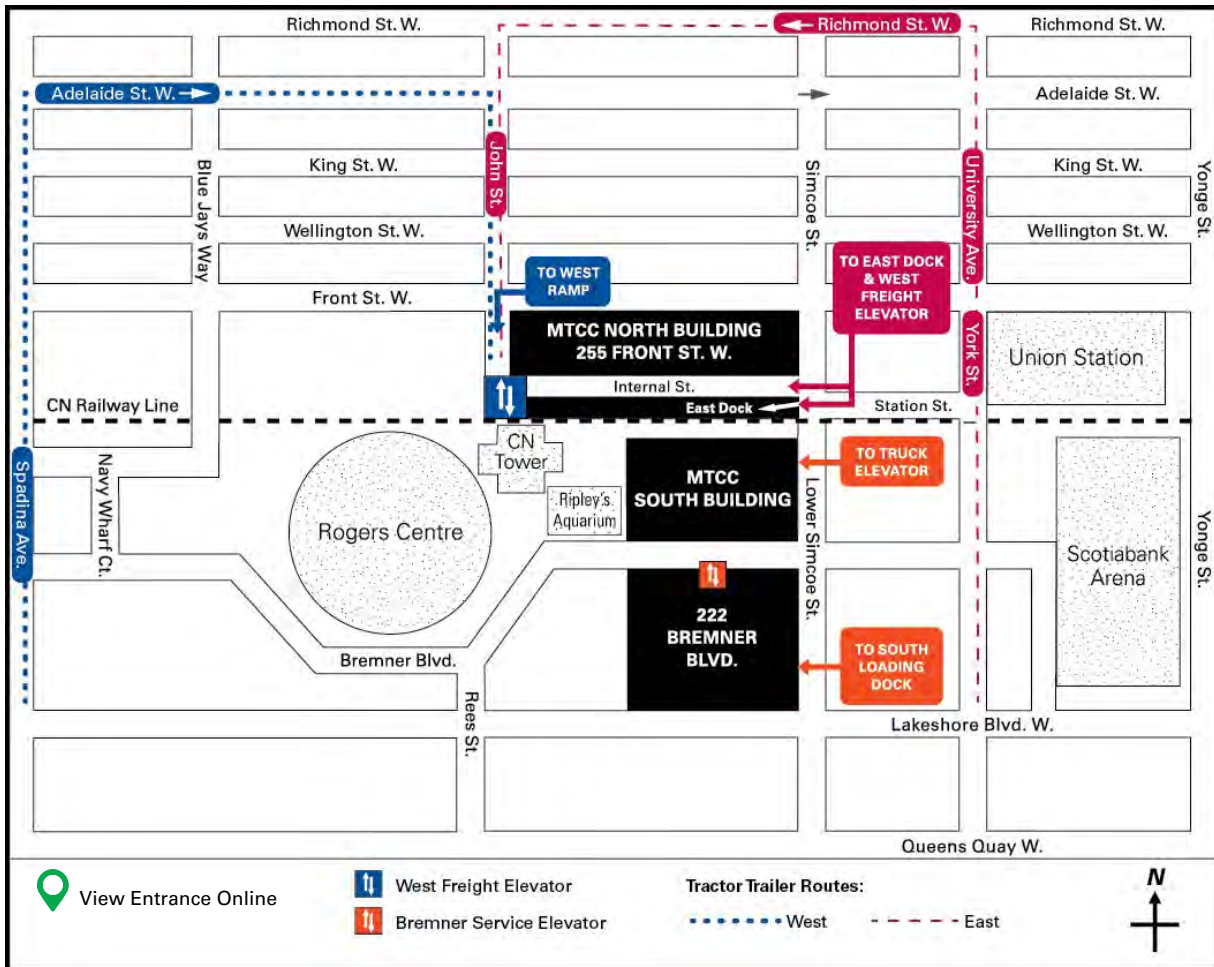 Richmond St. W.
Richmond St. W.
Richmond St. W.
Adelaide St. W.
Adelaide St. W.
John St.
Blue Jays Way
King St. W.
Simcoe St.
University Ave.
King St. W.
Yonge St.
Wellington St. W.
Wellington St. W.
TO WEST
RAMP
TO EAST DOCK
& WEST
FREIGHT
ELEVATOR
Front St. W.
MTCC NORTH BUILDING
255 FRONT ST. W.
York St.
Union Station
Internal St.
CN Railway Line
East Dock
Station St.
CN
Tower
TO TRUCK
ELEVATOR
Spadina Ave.
Navy Wharf Ct.
MTCC
SOUTH BUILDING
Ripley's
Aquarium
Rogers Centre
Lower Simcoe St.
Scotiabank
Arena
Yonge St.
222
BREMNER
BLVD.
TO SOUTH
LOADING
DOCK
Bremner Blvd.
Rees St.
Lakeshore Blvd. W.
Queens Quay W.
View Entrance Online
West Freight Elevator
Bremner Service Elevator
Tractor Trailer Routes:
West
East
N